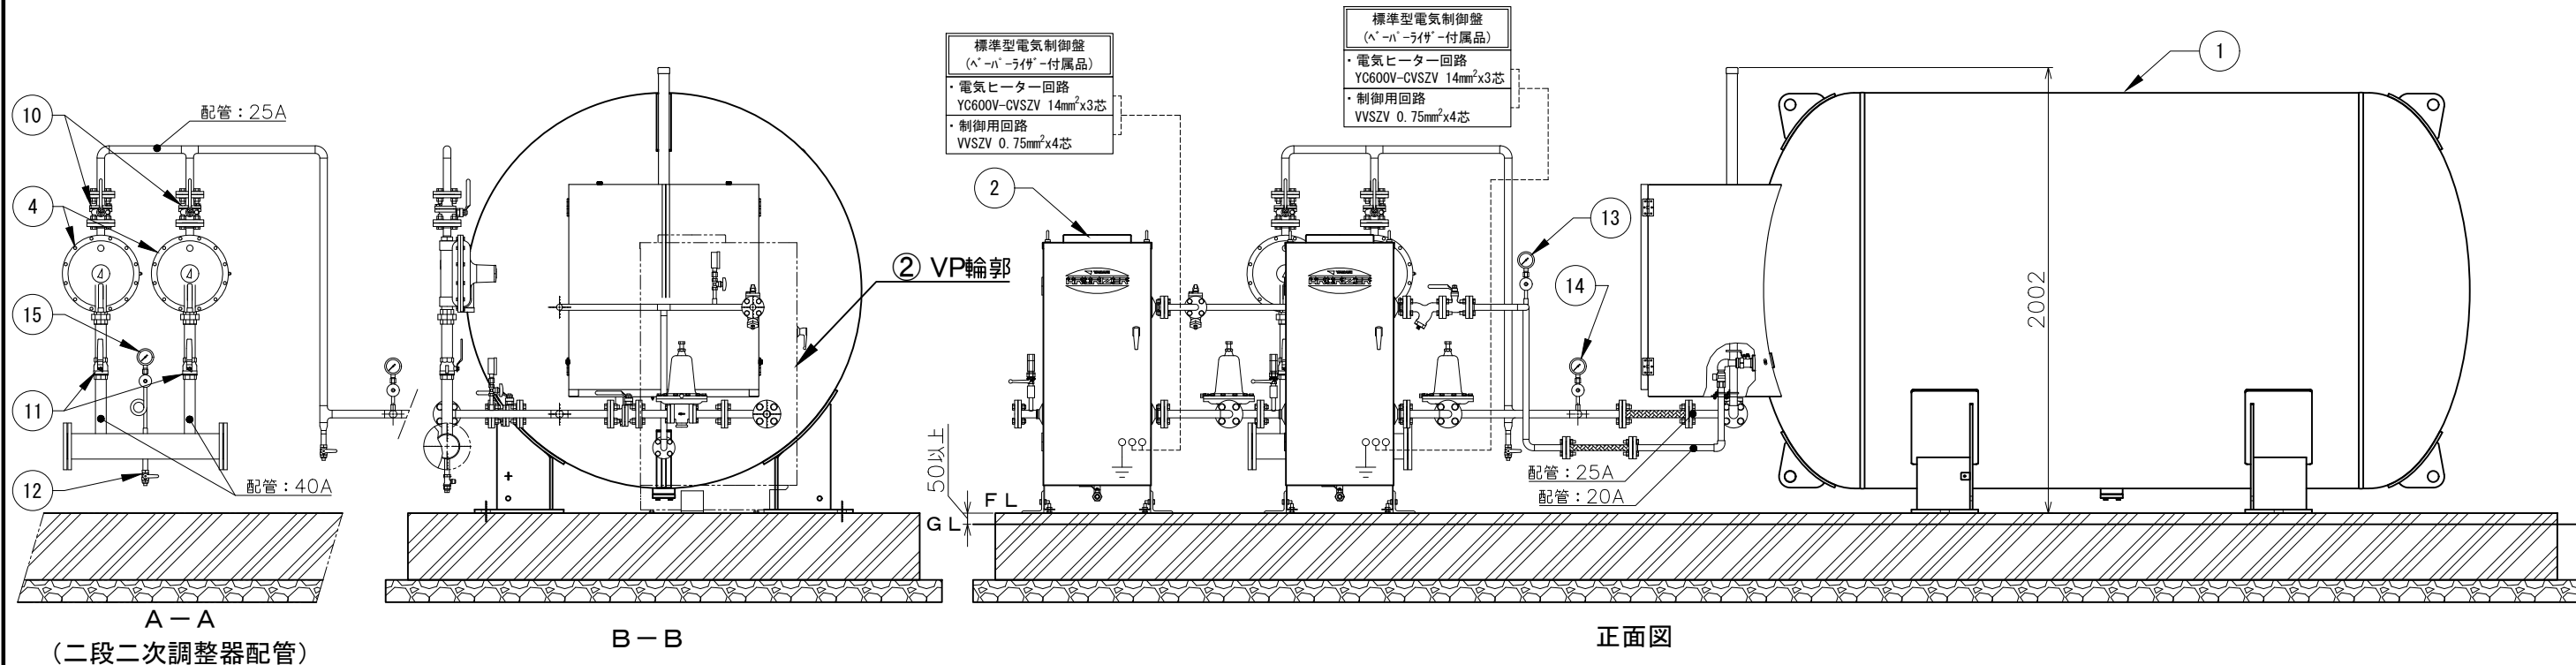 標準型電気制御盤
(ベーパーライザー付属品)
・電気ヒーター回路
YC600V-CVSZV 14mm²x3芯
・制御用回路
VVSZV 0.75mm²x4芯
標準型電気制御盤
(ベーパーライザー付属品)
・電気ヒーター回路
YC600V-CVSZV 14mm²x3芯
・制御用回路
VVSZV 0.75mm²x4芯
1
10
配管：25A
4
4
4
15
11
12
配管：40A
② VP輪郭
2
13
14
2002
配管：25A
配管：20A
50以上
FL
GL
A－A
(二段二次調整器配管)
B－B
正面図